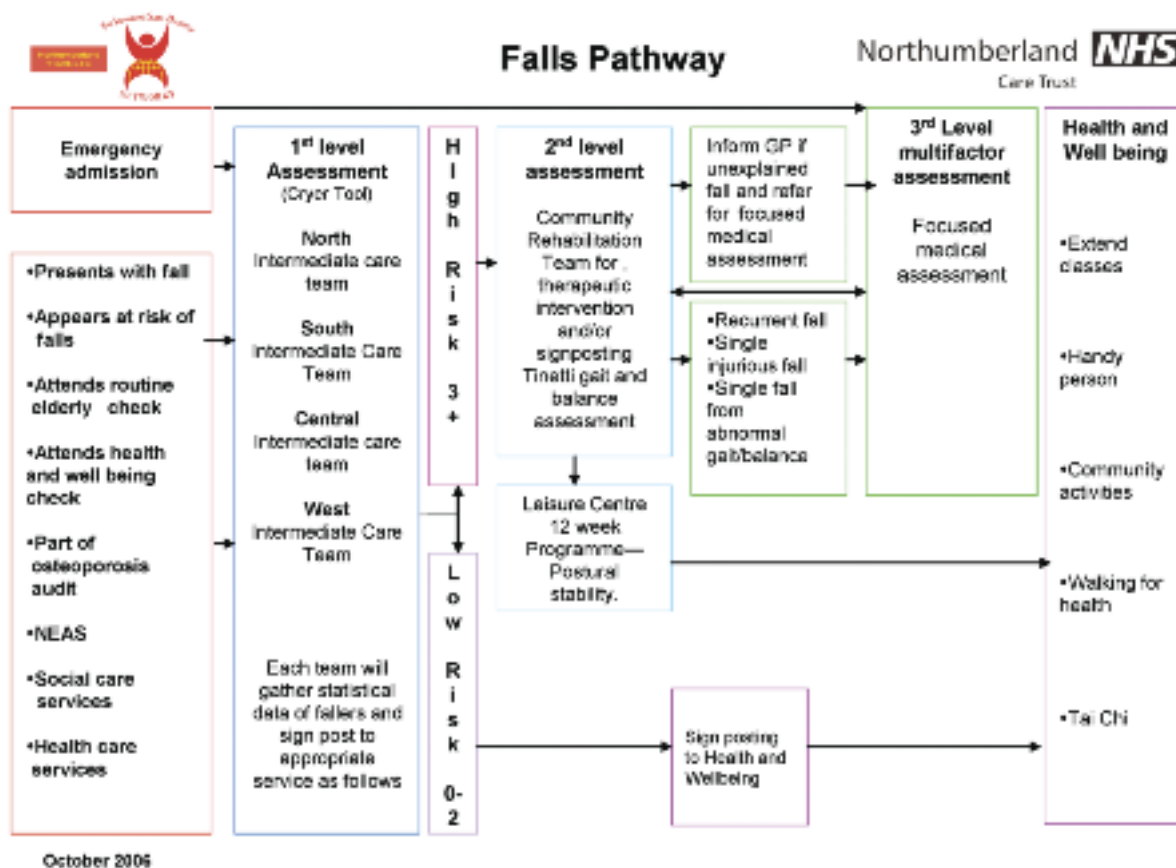 Falls Pathway
Northumberland NHS
Care Trust
Emergency
admission
•Presents with fall
•Appears at risk of
falls
•Attends routine
elderly check
•Attends health
and well being
check
•Part of
osteoporosis
audit
•NEAS
•Social care
services
•Health care
services
1st level
Assessment
(Cryer Tool)
North
Intermediate care
team
South
Intermediate Care
Team
Central
Intermediate care
team
West
Intermediate Care
Team
Each team will
gather statistical
data of fallers and
sign post to
appropriate
service as follows
High Risk 3+
Low Risk 0-2
2nd level
assessment
Community
Rehabilitation
Team for .
therapeutic
intervention
and/or
signposting
Tinetti gait and
balance
assessment
Leisure Centre
12 week
Programme—
Postural
stability.
Inform GP if
unexplained
fall and refer
for focused
medical
assessment
•Recurrent fall
•Single
injurious fall
•Single fall
from
abnormal
gait/balance
Sign posting
to Health and
Wellbeing
3rd Level
multifactor
assessment
Focused
medical
assessment
Health and
Well being
•Extend
classes
•Handy
person
•Community
activities
•Walking for
health
•Tai Chi
October 2006